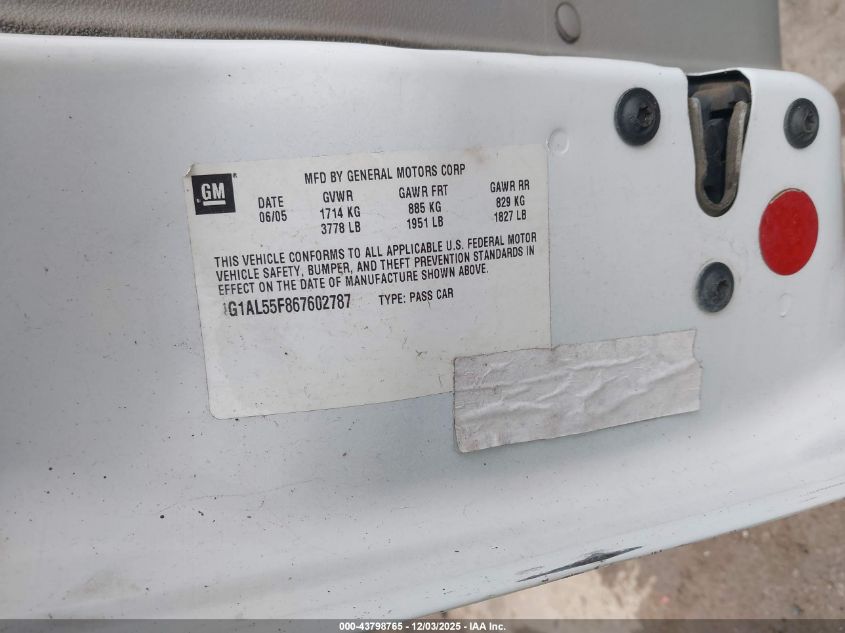 GM
MFD BY GENERAL MOTORS CORP
DATE GVWR GAWR FRT GAWR RR
06/05 1714 KG 885 KG 829 KG
3778 LB 1951 LB 1827 LB
THIS VEHICLE CONFORMS TO ALL APPLICABLE U.S. FEDERAL MOTOR
VEHICLE SAFETY, BUMPER, AND THEFT PREVENTION STANDARDS IN
EFFECT ON THE DATE OF MANUFACTURE SHOWN ABOVE.
1G1AL55F867602787 TYPE: PASS CAR
000-43798765 - 12/03/2025 - IAA Inc.